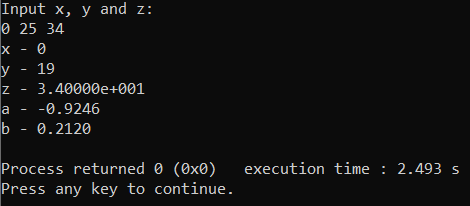 Input x, y and z:
0 25 34
x - 0
y - 19
z - 3.40000e+001
a - -0.9246
b - 0.2120
Process returned 0 (0x0)   execution time : 2.493 s
Press any key to continue.